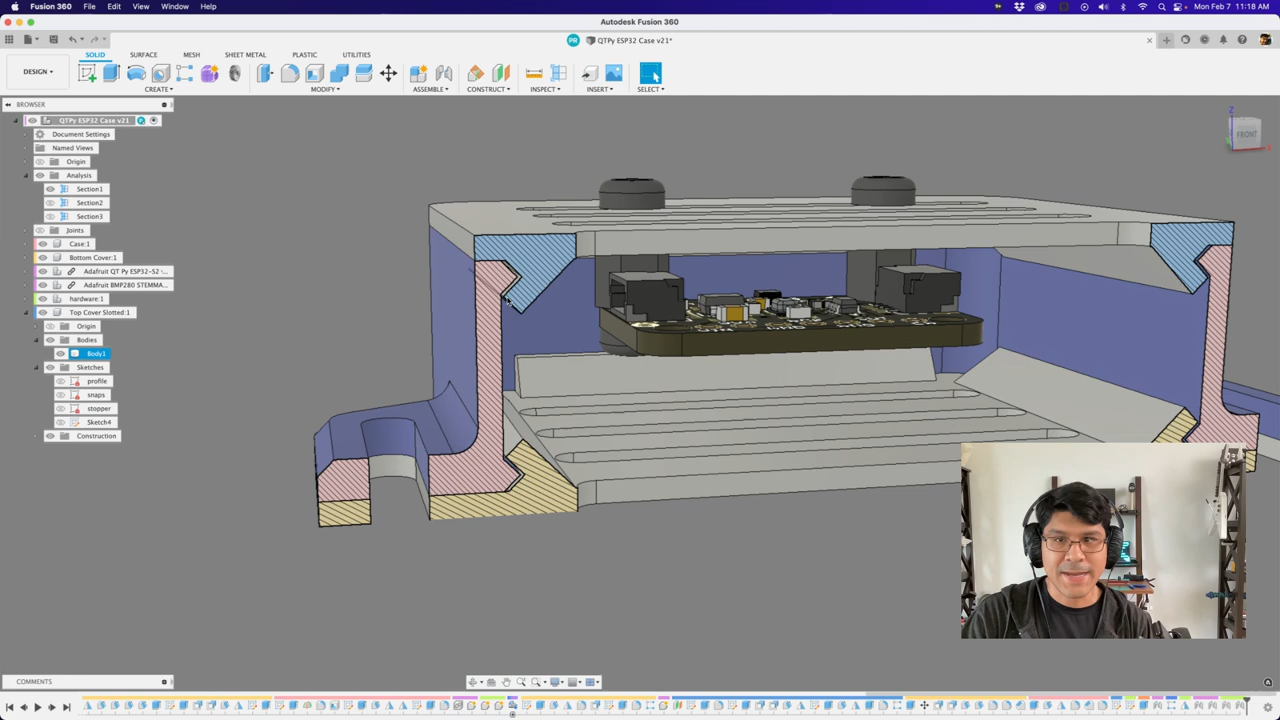 Fusion 360 File Edit View Window Help
Mon Feb 7 11:18 AM
Autodesk Fusion 360
PR QTPy ESP32 Case v21*
SOLID SURFACE MESH SHEET METAL PLASTIC UTILITIES
DESIGN
CREATE MODIFY ASSEMBLE CONSTRUCT INSPECT INSERT SELECT
BROWSER
QTPy ESP32 Case v21
Document Settings
Named Views
Origin
Analysis
Section1
Section2
Section3
Joints
Case:1
Bottom Cover:1
Adafruit QT Py ESP32-S2 ...
Adafruit BMP280 STEMMA...
hardware:1
Top Cover Slotted:1
Origin
Bodies
Body1
Sketches
profile
snaps
stopper
Sketch4
Construction
Z
FRONT
X
COMMENTS